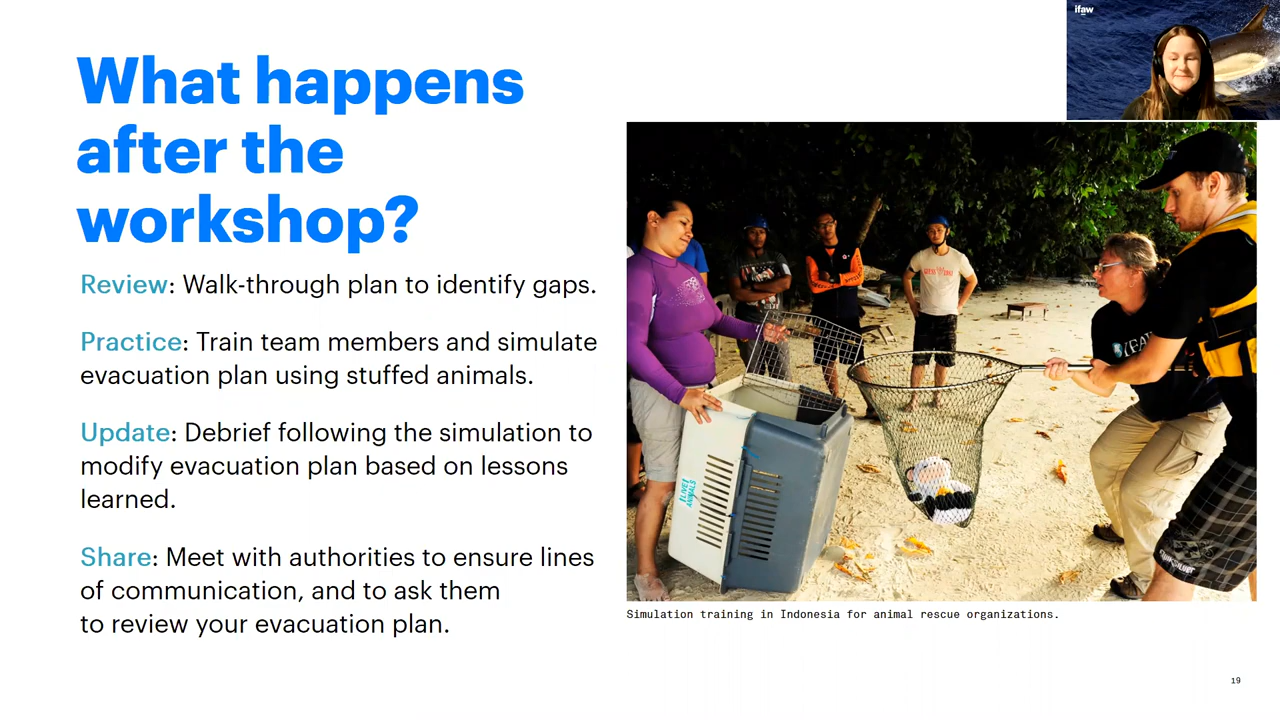 ifaw
What happens
after the
workshop?
Review: Walk-through plan to identify gaps.
Practice: Train team members and simulate
evacuation plan using stuffed animals.
Update: Debrief following the simulation to
modify evacuation plan based on lessons
learned.
Share: Meet with authorities to ensure lines
of communication, and to ask them
to review your evacuation plan.
LIVE
ANIMALS
Simulation training in Indonesia for animal rescue organizations.
19